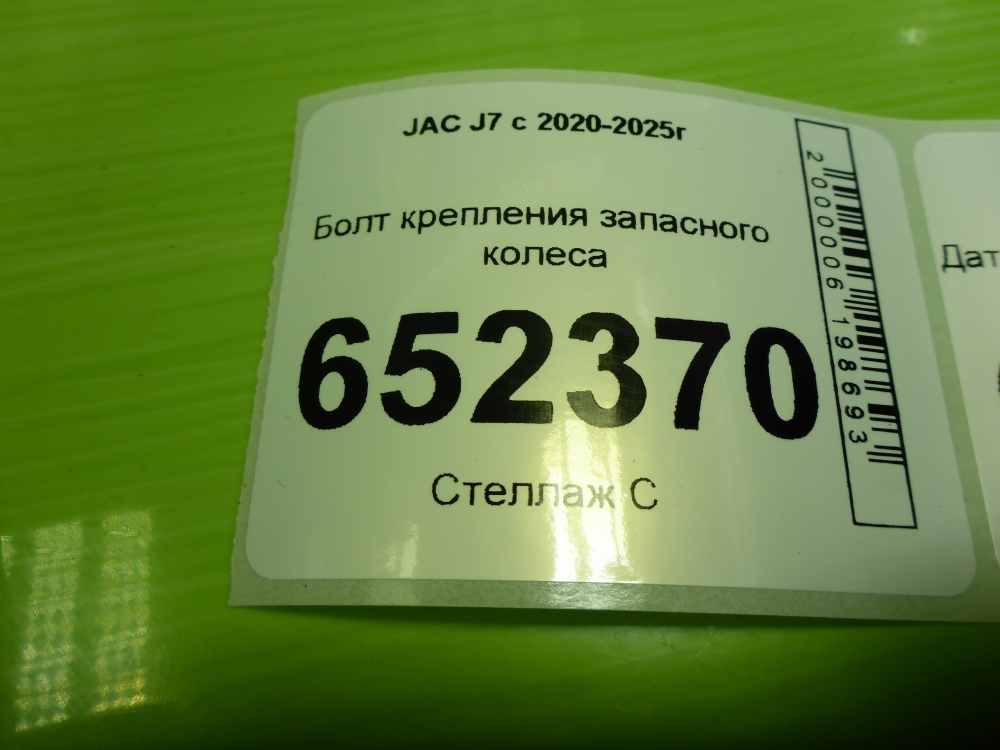 JAC J7 с 2020-2025г
Болт крепления запасного
колеса
652370
Стеллаж С
2000006198693
Дат